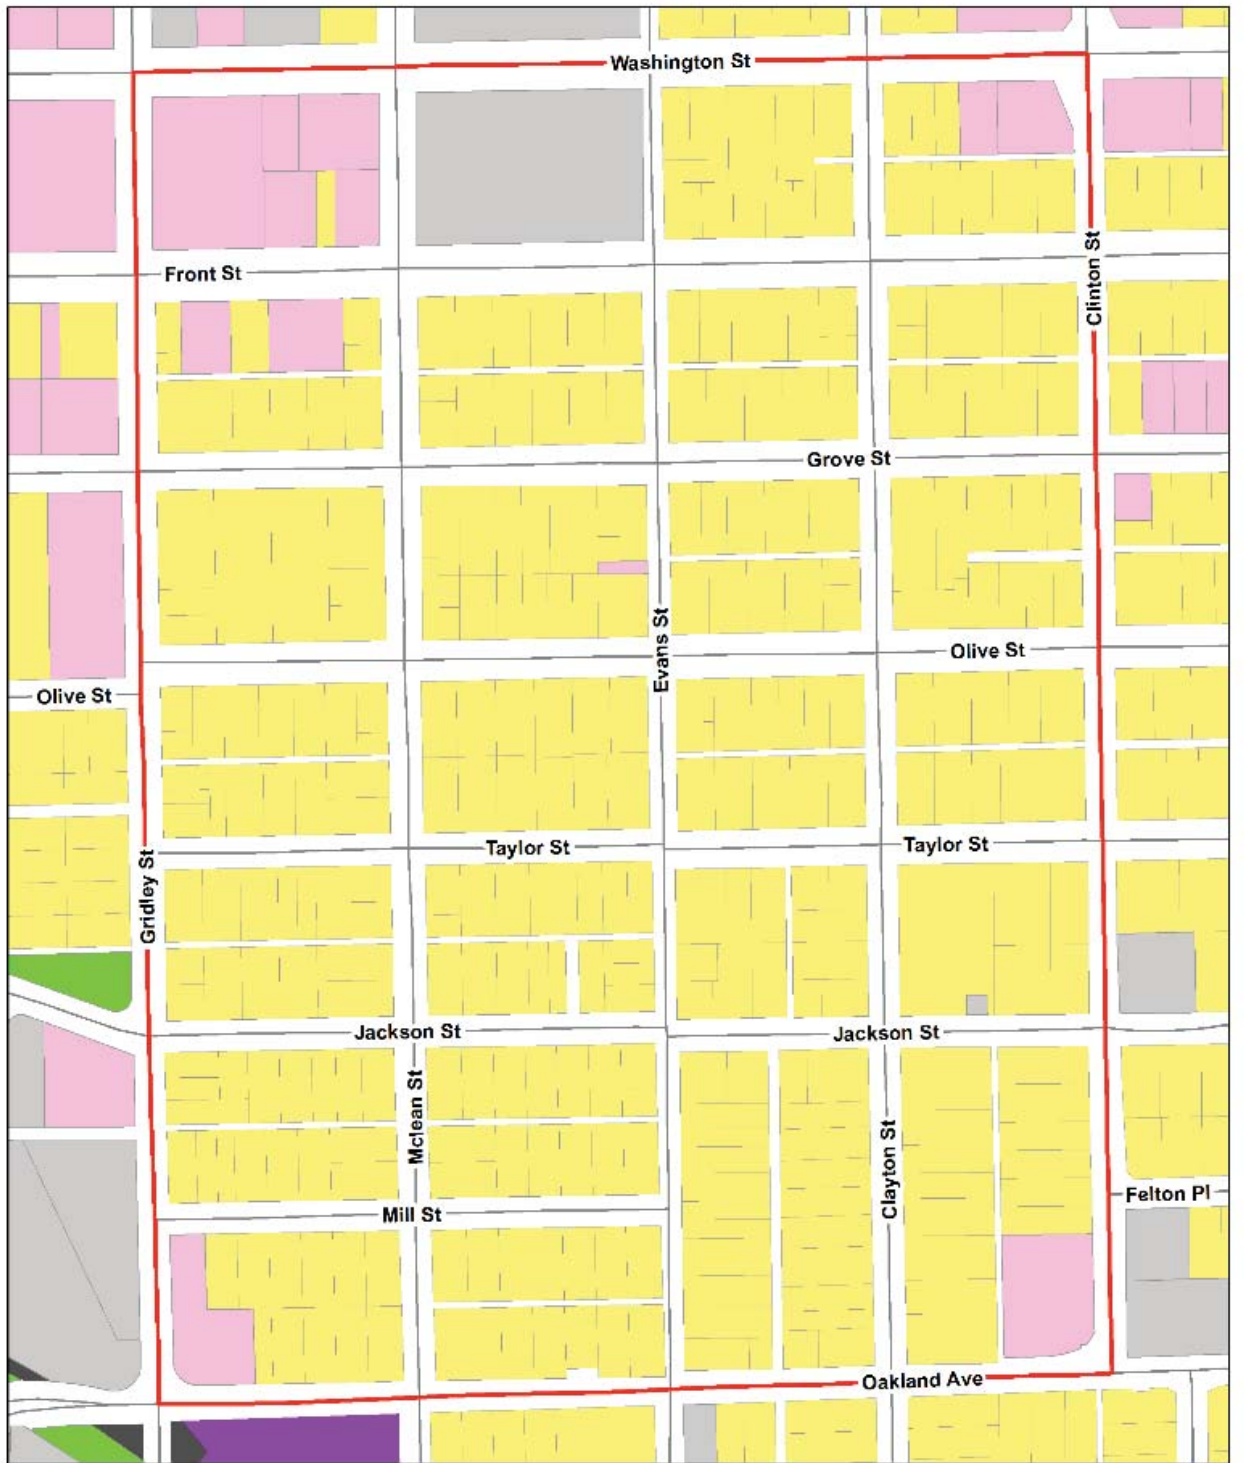 Washington St
Front St
Clinton St
Grove St
Evans St
Olive St
Olive St
Taylor St
Taylor St
Gridley St
Jackson St
Jackson St
Mclean St
Clayton St
Felton Pl
Mill St
Oakland Ave